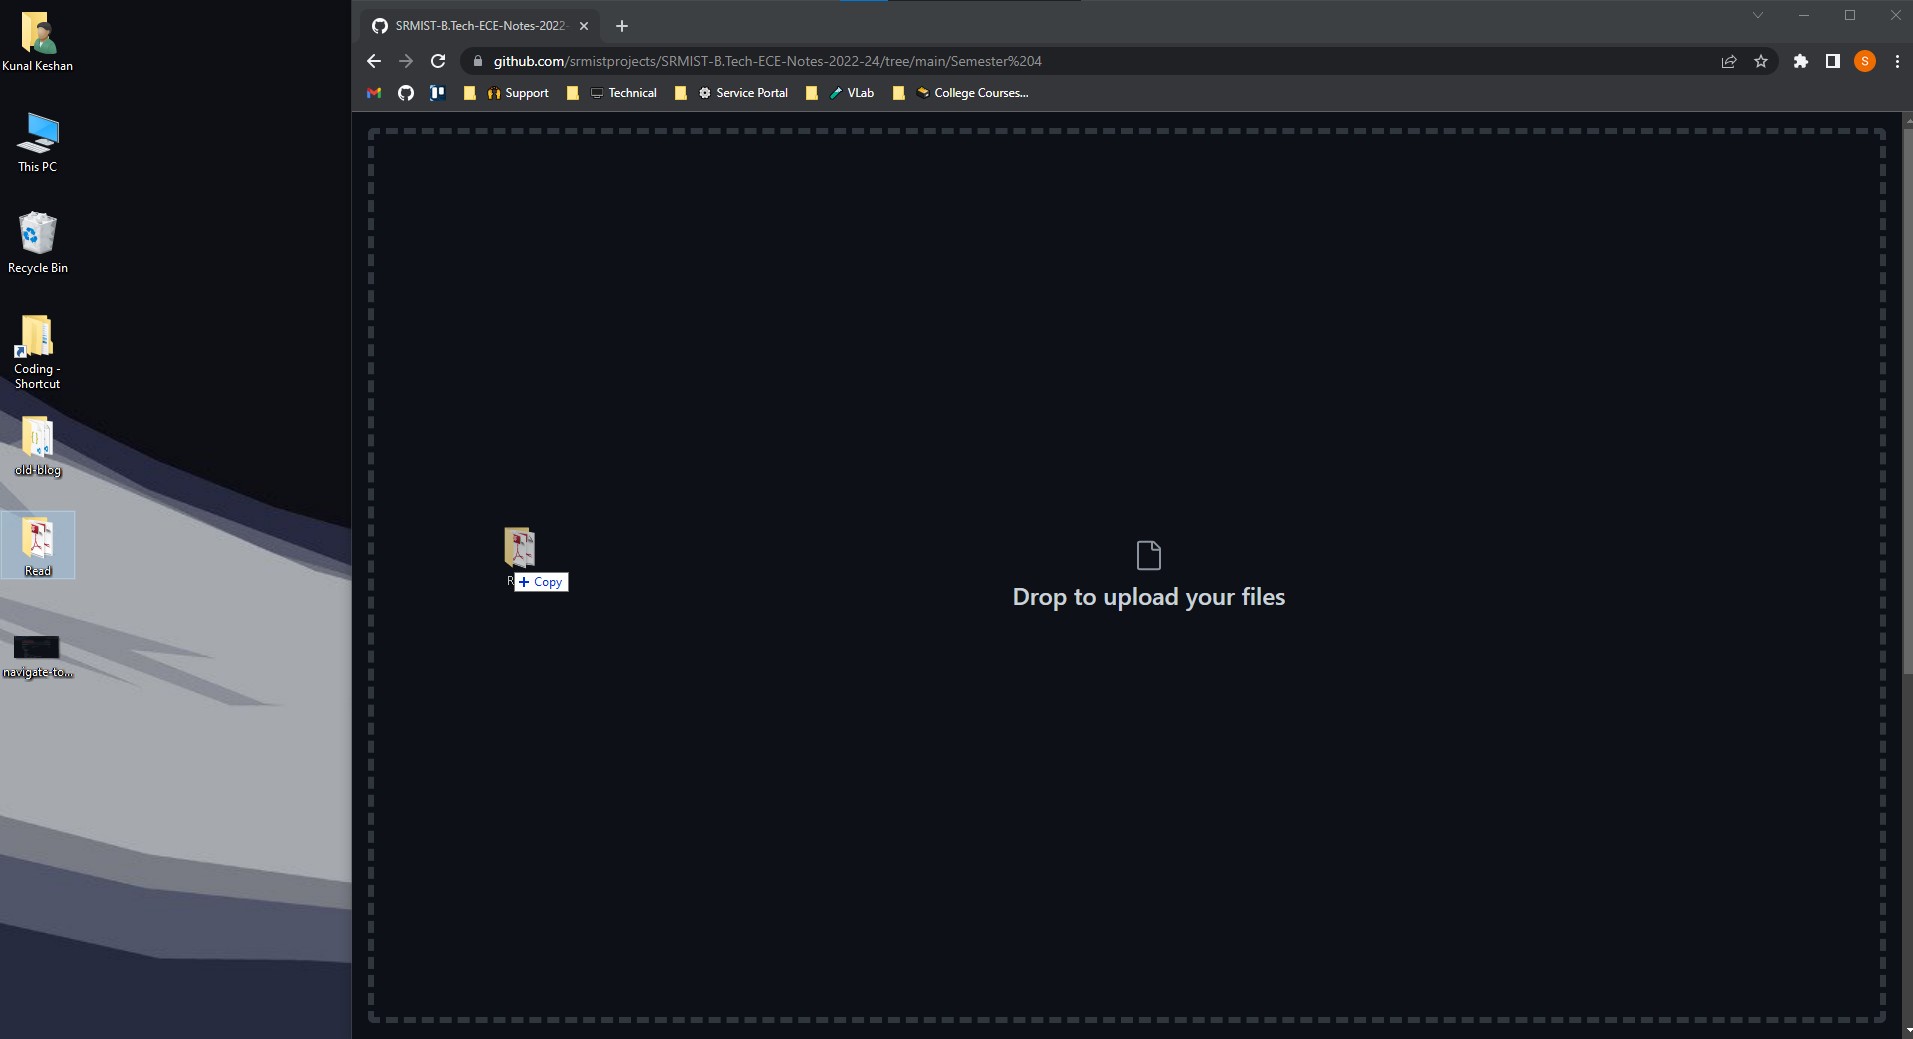 Kunal Keshan
This PC
Recycle Bin
Coding -
Shortcut
old-blog
Read
navigate-to...
SRMIST-B.Tech-ECE-Notes-2022-
github.com/srmistprojects/SRMIST-B.Tech-ECE-Notes-2022-24/tree/main/Semester%204
S
Support
Technical
Service Portal
VLab
College Courses...
R
Copy
Drop to upload your files